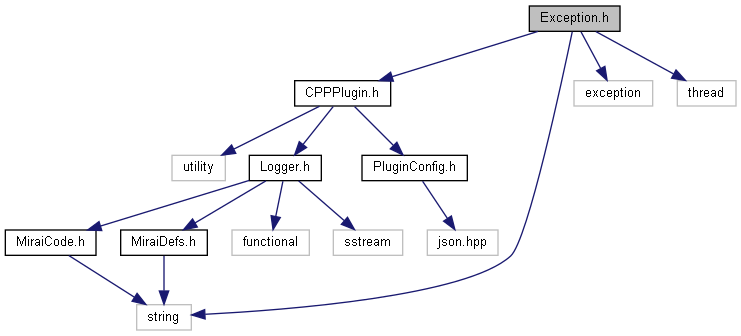 Exception.h
CPPPlugin.h
exception
thread
utility
Logger.h
PluginConfig.h
MiraiCode.h
MiraiDefs.h
functional
sstream
json.hpp
string